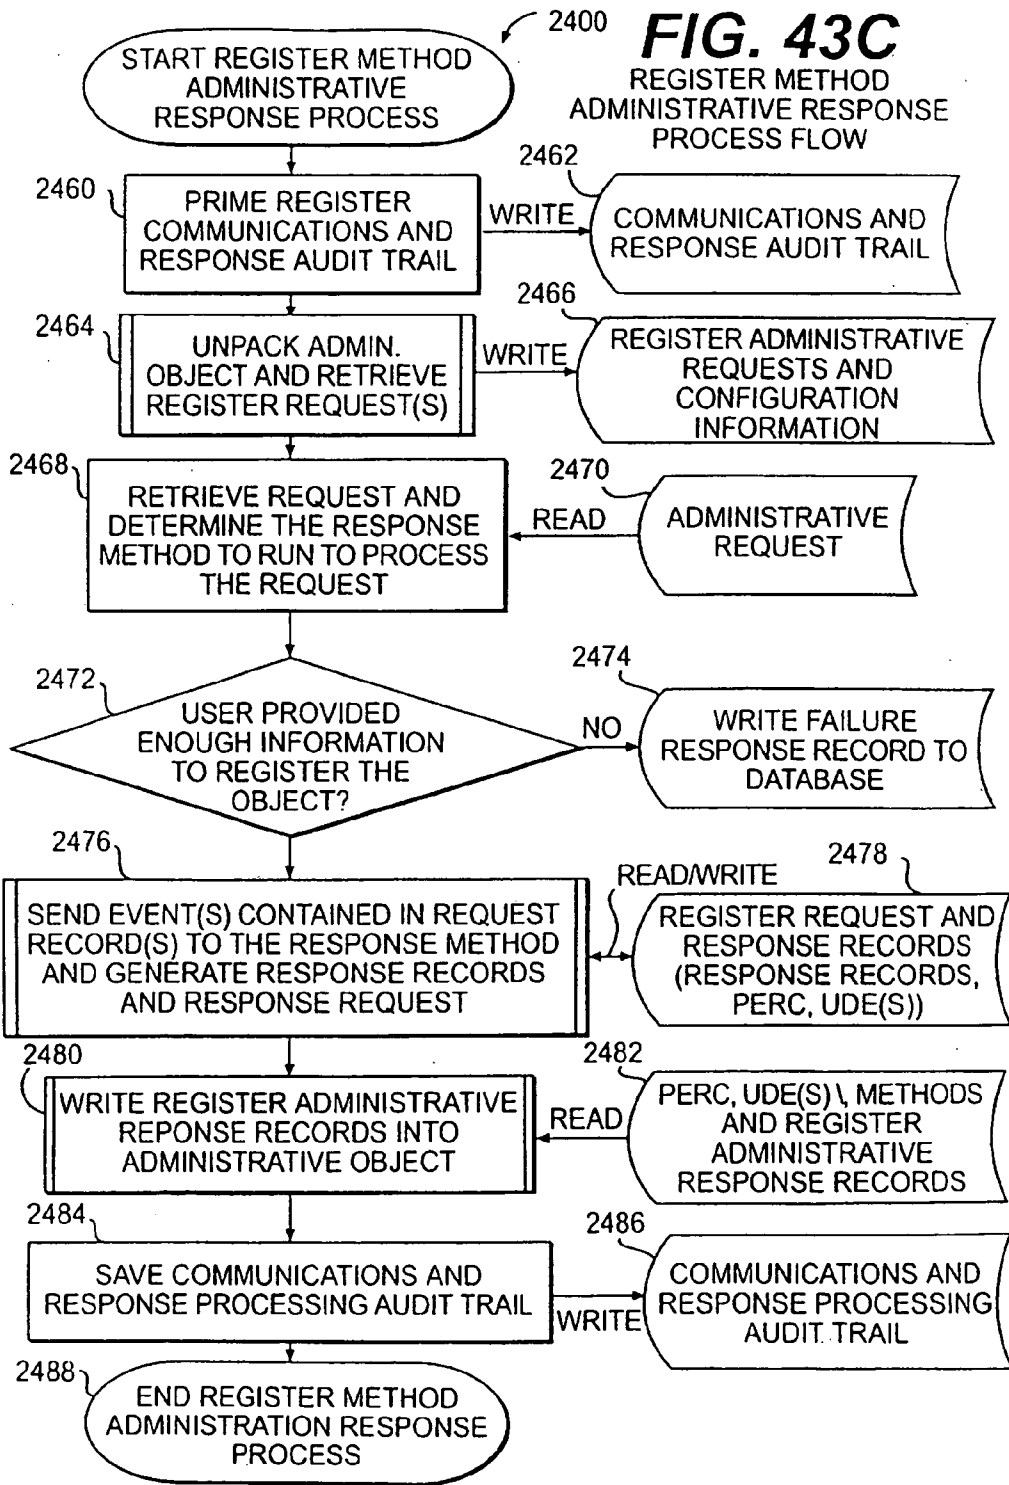 2400
FIG. 43C
REGISTER METHOD
ADMINISTRATIVE RESPONSE
PROCESS FLOW
START REGISTER METHOD
ADMINISTRATIVE
RESPONSE PROCESS
2460
PRIME REGISTER
COMMUNICATIONS AND
RESPONSE AUDIT TRAIL
WRITE
2462
COMMUNICATIONS AND
RESPONSE AUDIT TRAIL
2464
UNPACK ADMIN.
OBJECT AND RETRIEVE
REGISTER REQUEST(S)
WRITE
2466
REGISTER ADMINISTRATIVE
REQUESTS AND
CONFIGURATION
INFORMATION
2468
RETRIEVE REQUEST AND
DETERMINE THE RESPONSE
METHOD TO RUN TO PROCESS
THE REQUEST
READ
2470
ADMINISTRATIVE
REQUEST
2472
USER PROVIDED
ENOUGH INFORMATION
TO REGISTER THE
OBJECT?
NO
2474
WRITE FAILURE
RESPONSE RECORD TO
DATABASE
2476
SEND EVENT(S) CONTAINED IN REQUEST
RECORD(S) TO THE RESPONSE METHOD
AND GENERATE RESPONSE RECORDS
AND RESPONSE REQUEST
READ/WRITE
2478
REGISTER REQUEST AND
RESPONSE RECORDS
(RESPONSE RECORDS,
PERC, UDE(S))
2480
WRITE REGISTER ADMINISTRATIVE
REPONSE RECORDS INTO
ADMINISTRATIVE OBJECT
READ
2482
PERC, UDE(S) \, METHODS
AND REGISTER
ADMINISTRATIVE
RESPONSE RECORDS
2484
SAVE COMMUNICATIONS AND
RESPONSE PROCESSING AUDIT TRAIL
WRITE
2486
COMMUNICATIONS AND
RESPONSE PROCESSING
AUDIT TRAIL
2488
END REGISTER METHOD
ADMINISTRATION RESPONSE
PROCESS